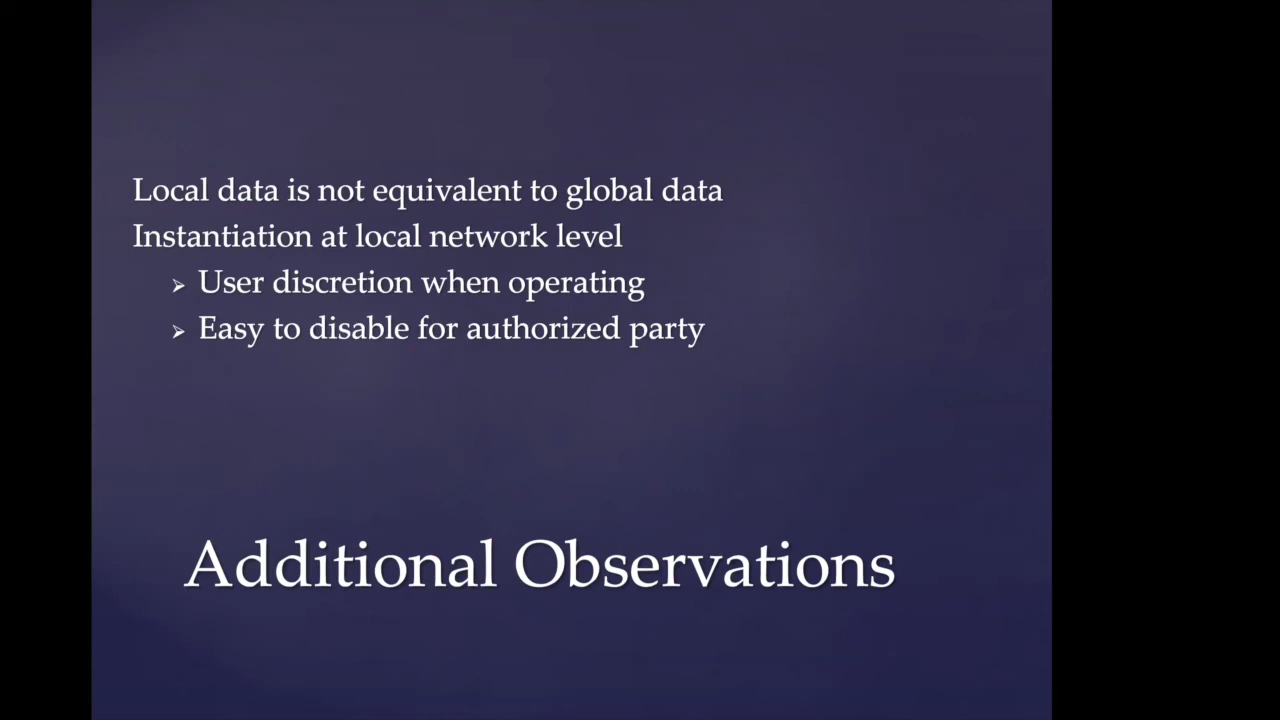 Local data is not equivalent to global data
Instantiation at local network level
➢ User discretion when operating
➢ Easy to disable for authorized party
Additional Observations